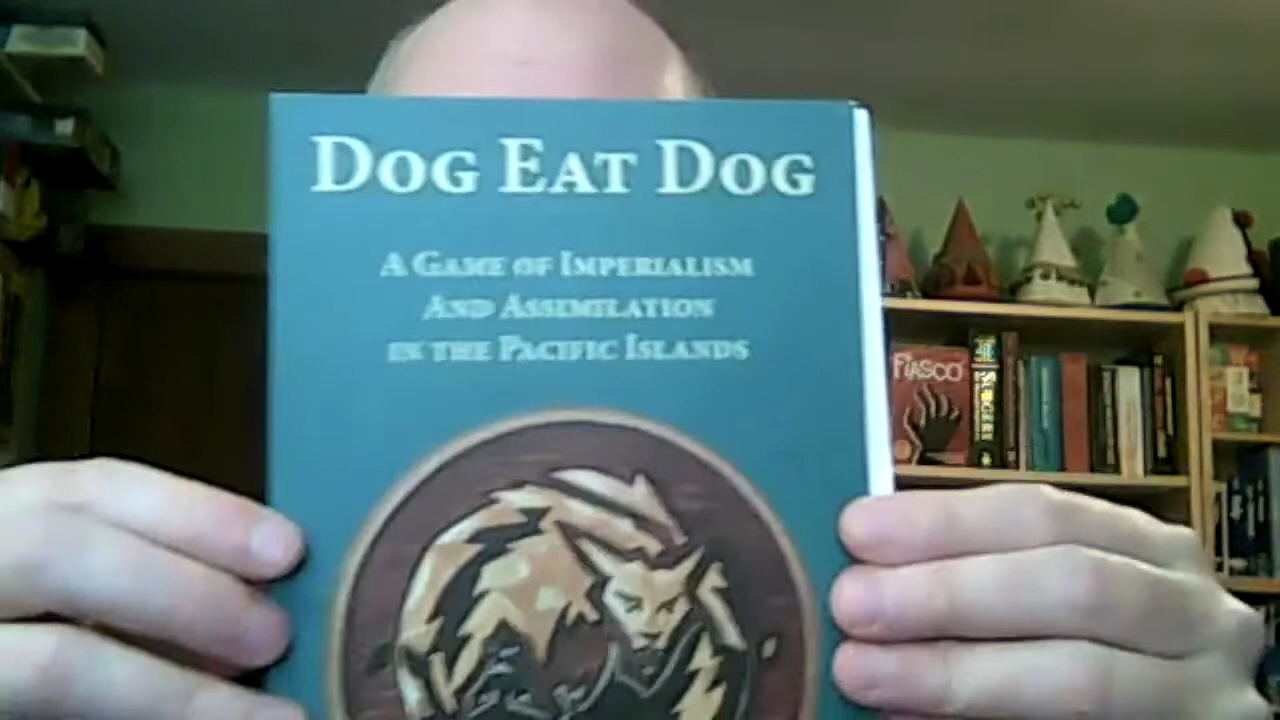 DOG EAT DOG
A GAME OF IMPERIALISM
AND ASSIMILATION
IN THE PACIFIC ISLANDS
FIASCO